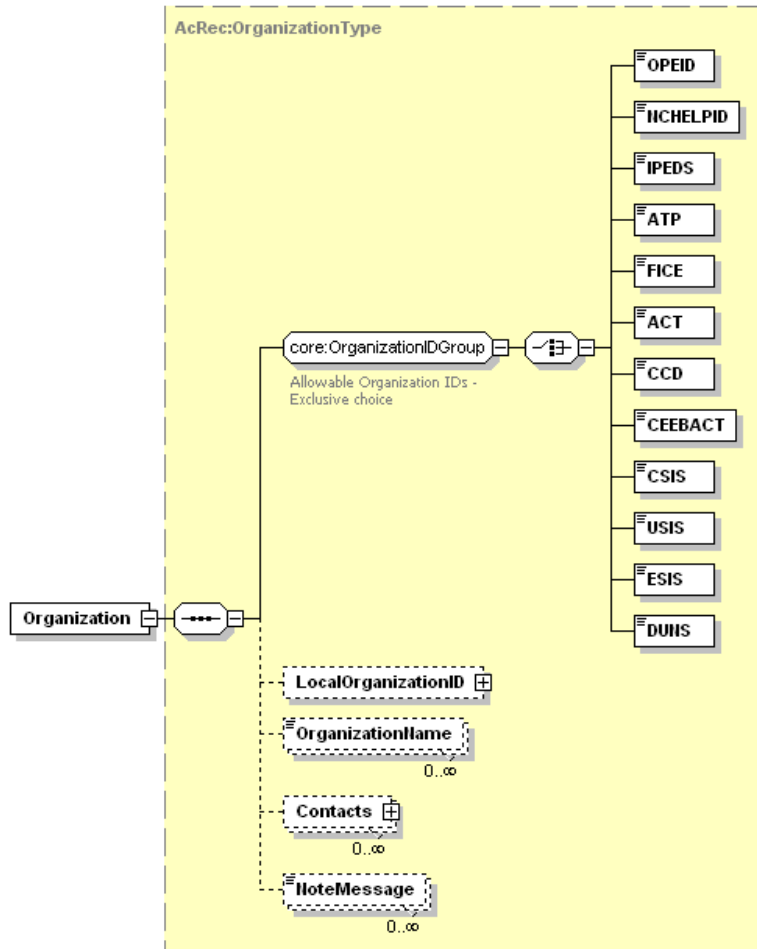 AcRec:OrganizationType
OPEID
NCHELPID
IPEDS
ATP
FICE
ACT
core:OrganizationIDGroup
Allowable Organization IDs -
Exclusive choice
CCD
CEEBACT
CSIS
USIS
ESIS
Organization
DUNS
LocalOrganizationID
OrganizationName
0..∞
Contacts
0..∞
NoteMessage
0..∞